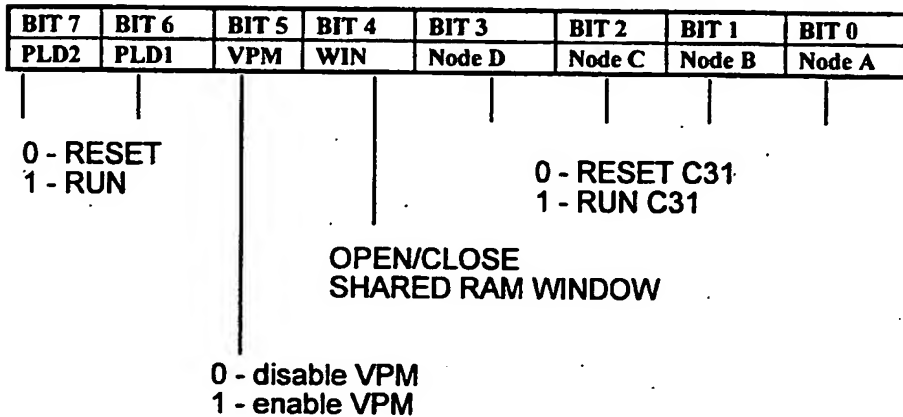 BIT 7 BIT 6 BIT 5 BIT 4 BIT 3 BIT 2 BIT 1 BIT 0
PLD2 PLD1 VPM WIN Node D Node C Node B Node A
0 - RESET
1 - RUN
0 - RESET C31
1 - RUN C31
OPEN/CLOSE
SHARED RAM WINDOW
0 - disable VPM
1 - enable VPM